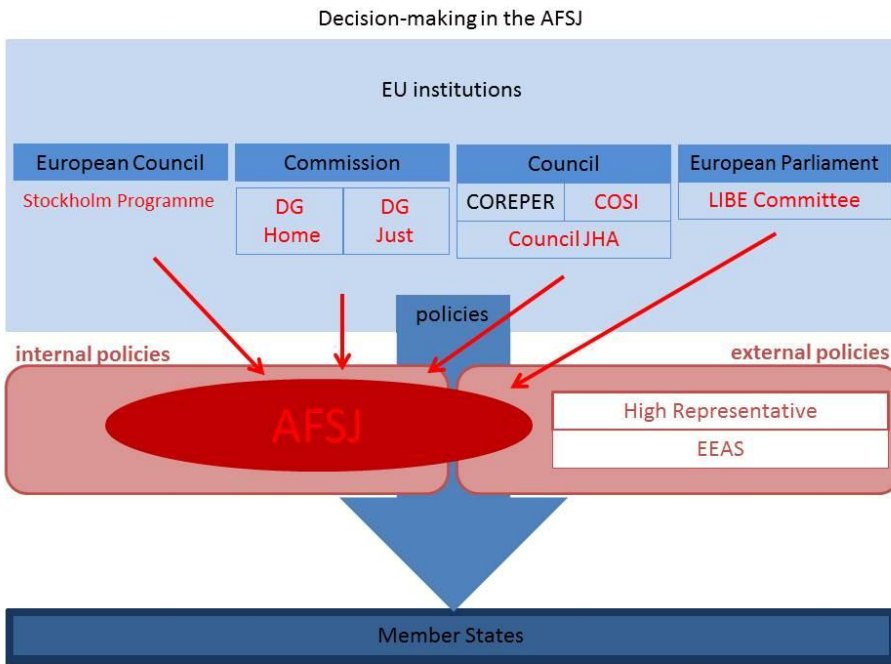 Decision-making in the AFSJ
EU institutions
European Council
Commission
Council
European Parliament
Stockholm Programme
DG
Home
DG
Just
COREPER
COSI
LIBE Committee
Council JHA
policies
internal policies
external policies
AFSJ
High Representative
EEAS
Member States